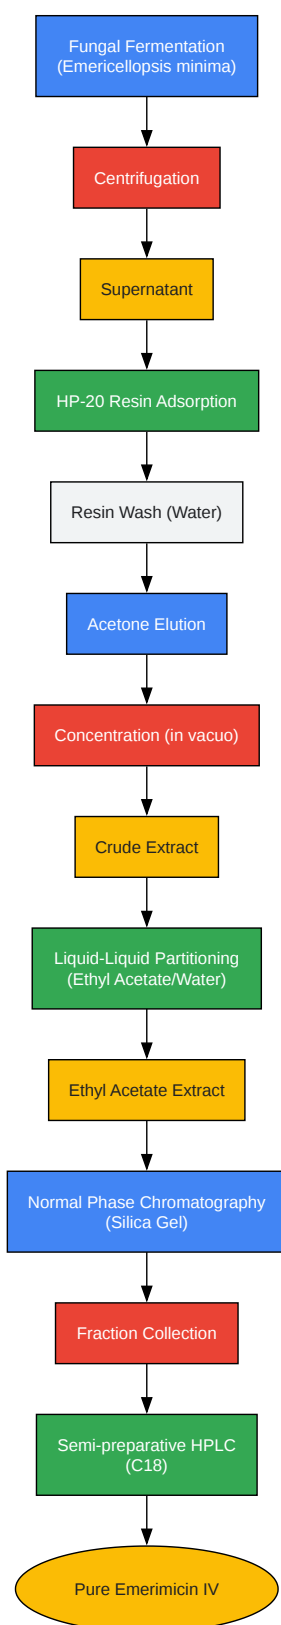 Fungal Fermentation
(Emericellopsis minima)
Centrifugation
Supernatant
HP-20 Resin Adsorption
Resin Wash (Water)
Acetone Elution
Concentration (in vacuo)
Crude Extract
Liquid-Liquid Partitioning
(Ethyl Acetate/Water)
Ethyl Acetate Extract
Normal Phase Chromatography
(Silica Gel)
Fraction Collection
Semi-preparative HPLC
(C18)
Pure Emerimicin IV